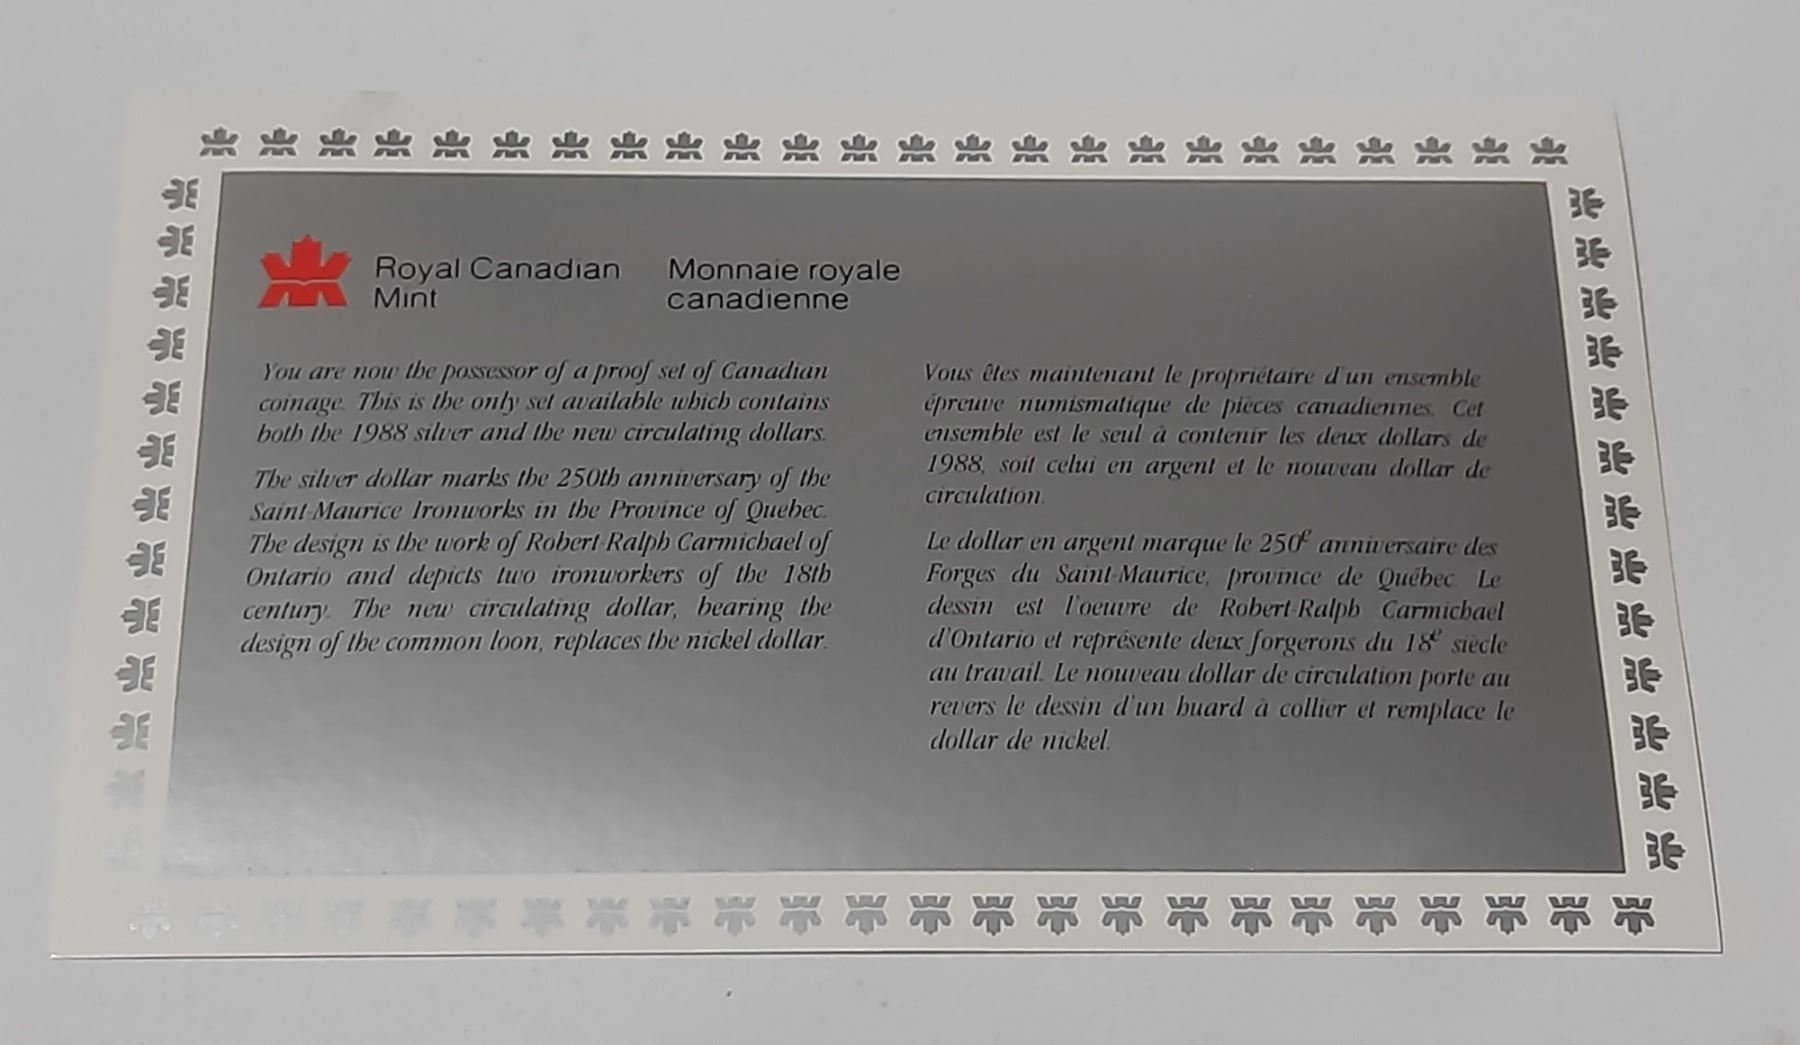 Royal Canadian
Mint
Monnaie royale
canadienne
You are now the possessor of a proof set of Canadian
coinage. This is the only set available which contains
both the 1988 silver and the new circulating dollars.
The silver dollar marks the 250th anniversary of the
Saint-Maurice Ironworks in the Province of Quebec.
The design is the work of Robert-Ralph Carmichael of
Ontario and depicts two ironworkers of the 18th
century. The new circulating dollar, bearing the
design of the common loon, replaces the nickel dollar.
Vous êtes maintenant le propriétaire d'un ensemble
épreuve numismatique de pièces canadiennes. Cet
ensemble est le seul à contenir les deux dollars de
1988, soit celui en argent et le nouveau dollar de
circulation.
Le dollar en argent marque le 250e anniversaire des
Forges du Saint-Maurice, province de Québec. Le
dessin est l'oeuvre de Robert-Ralph Carmichael
d'Ontario et représente deux forgerons du 18e siècle
au travail. Le nouveau dollar de circulation porte au
revers le dessin d'un huard à collier et remplace le
dollar de nickel.